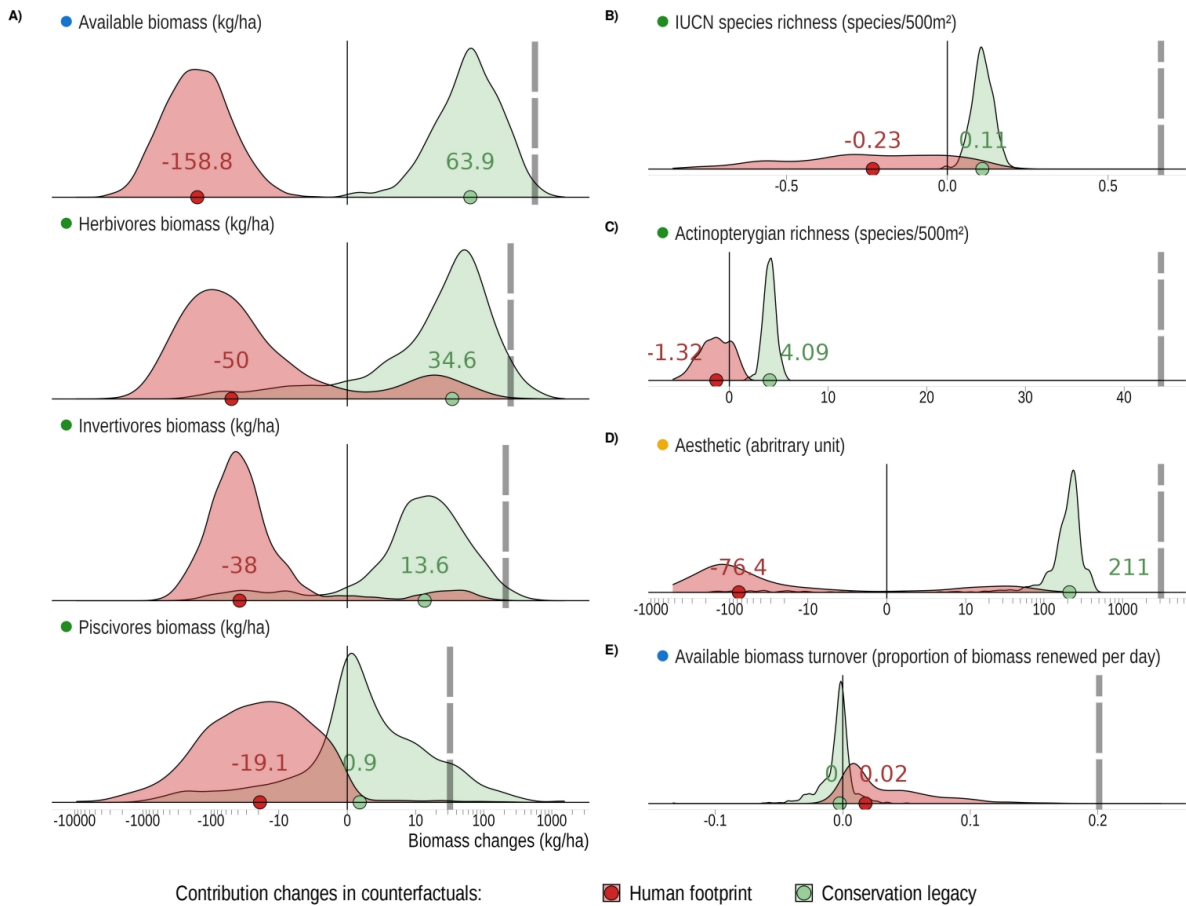 A)
Available biomass (kg/ha)
-158.8
63.9
Herbivores biomass (kg/ha)
-50
34.6
Invertivores biomass (kg/ha)
-38
13.6
Piscivores biomass (kg/ha)
-19.1
0.9
-10000 -1000 -100 -10 0 10 100 1000
Biomass changes (kg/ha)
B)
IUCN species richness (species/500m²)
-0.23
0.11
-0.5 0.0 0.5
C)
Actinopterygian richness (species/500m²)
-1.32
4.09
0 10 20 30 40
D)
Aesthetic (abritrary unit)
-76.4
211
-1000 -100 -10 0 10 100 1000
E)
Available biomass turnover (proportion of biomass renewed per day)
0
0.02
-0.1 0.0 0.1 0.2
Contribution changes in counterfactuals: Human footprint Conservation legacy